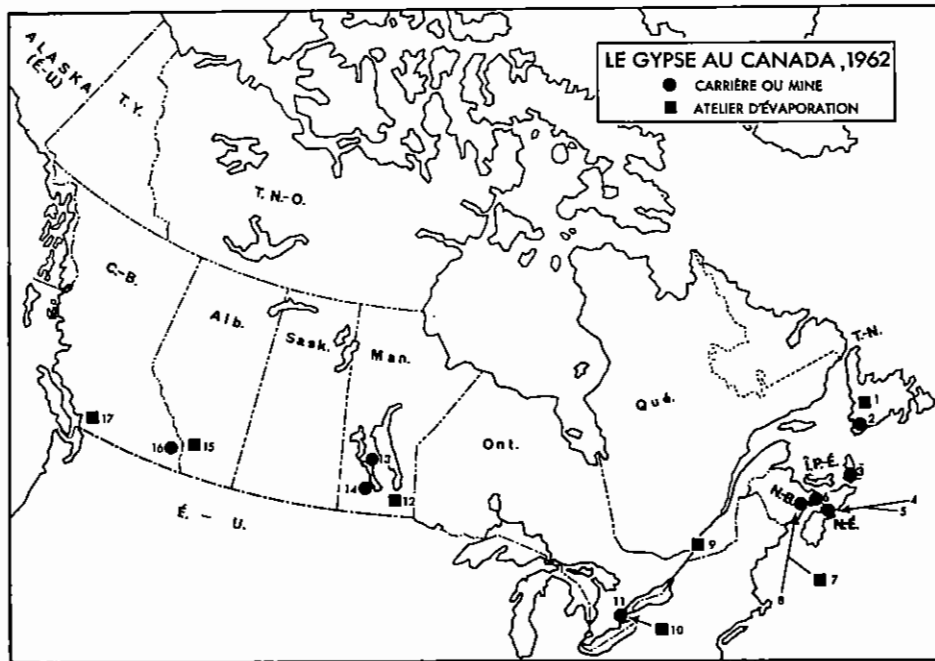 LE GYPSE AU CANADA, 1962
CARRIÈRE OU MINE
ATELIER D'ÉVAPORATION
ALASKA
(É-U)
T.Y.
T.N.-O.
C.-B.
Alb.
Sask.
Man.
Ont.
Qué.
T.-N.
Î.P.-É.
N.-B.
N.-É.
É. - U.
1
2
3
4
5
6
7
8
9
10
11
12
13
14
15
16
17